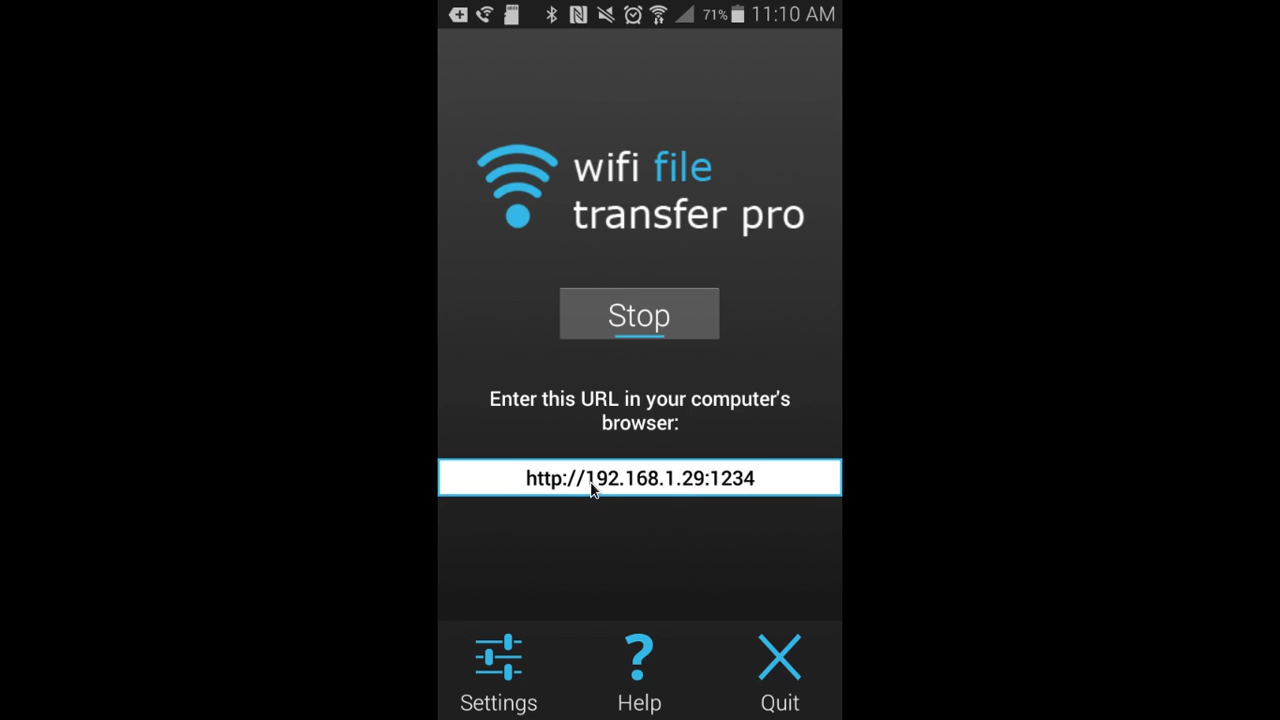 71% 11:10 AM
wifi file
transfer pro
Stop
Enter this URL in your computer's
browser:
http://192.168.1.29:1234
Settings Help Quit